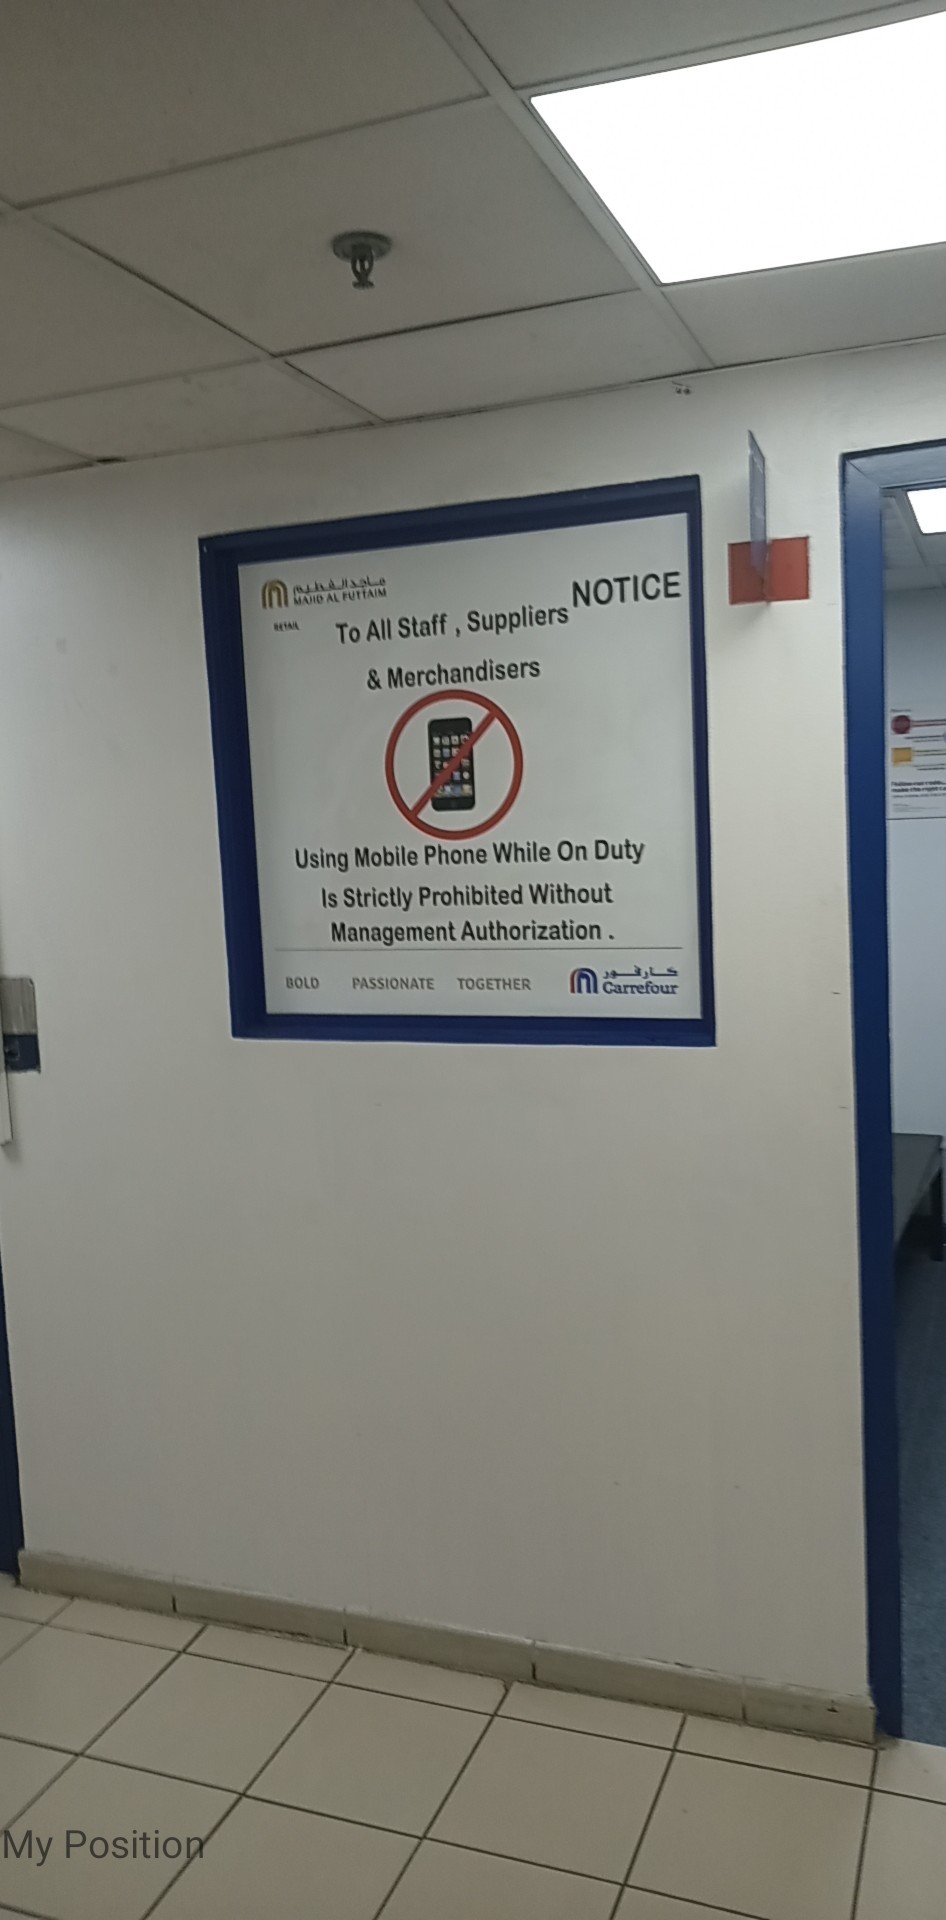 ماجد الفطيم
MAJID AL FUTTAIM
RETAIL
NOTICE
To All Staff , Suppliers
& Merchandisers
Using Mobile Phone While On Duty
Is Strictly Prohibited Without
Management Authorization .
BOLD PASSIONATE TOGETHER
كارفور
Carrefour
My Position